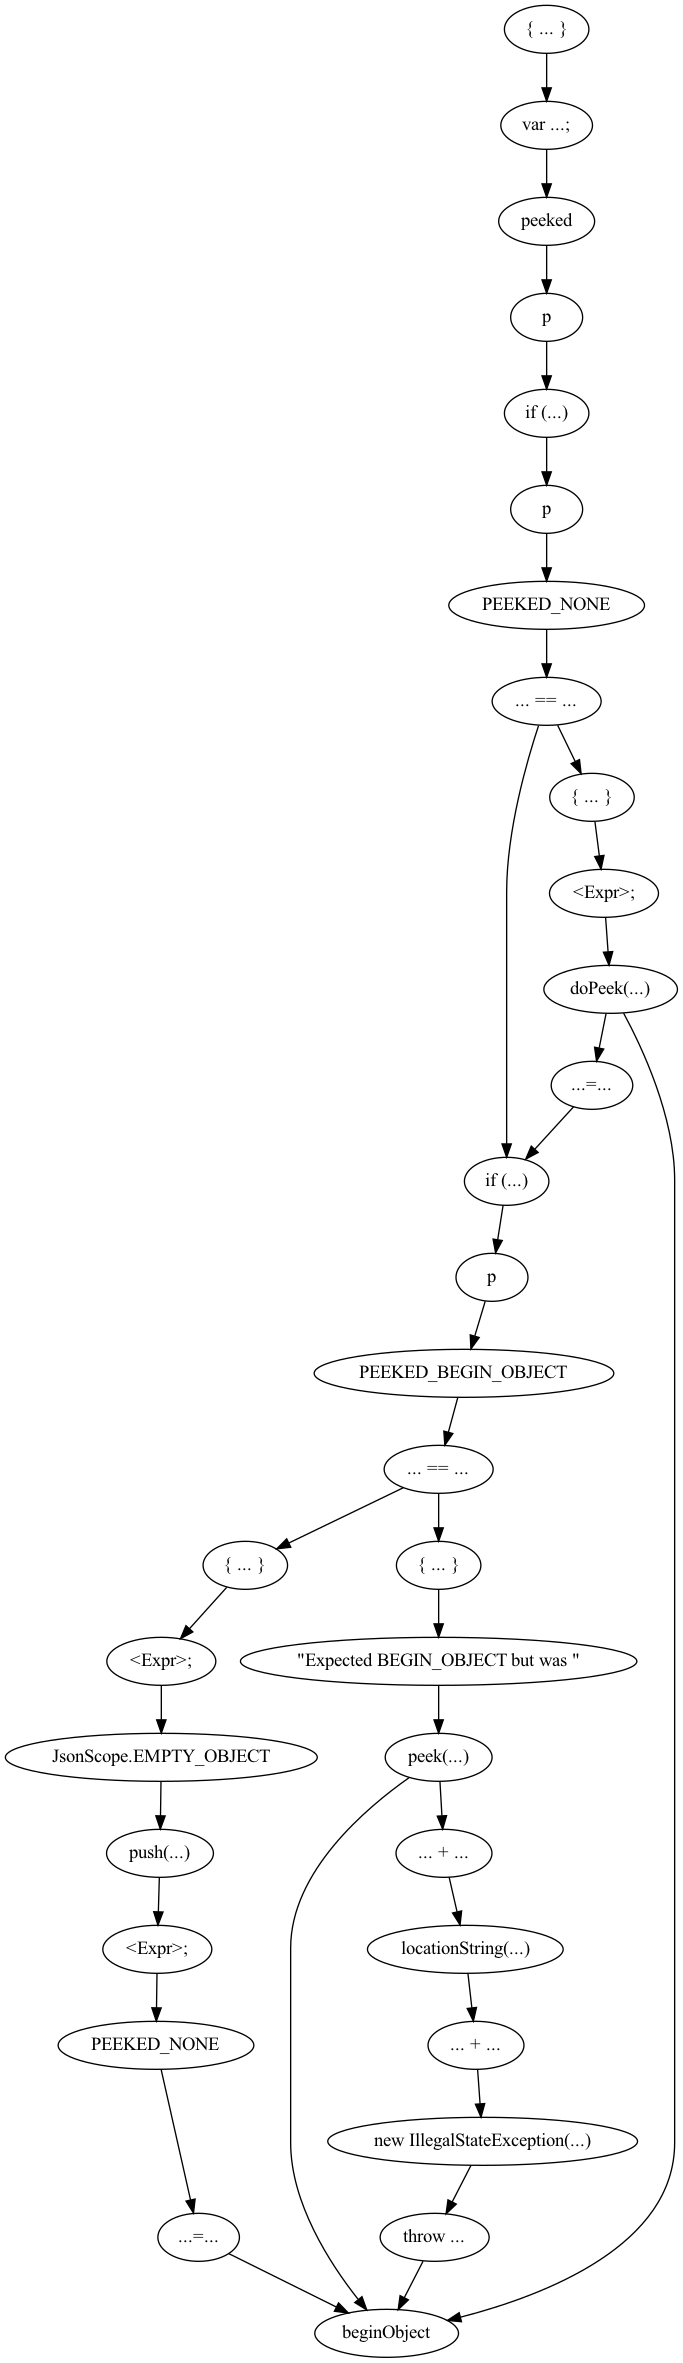 { ... }
var ...;
peeked
p
if (...)
p
PEEKED_NONE
... == ...
{ ... }
<Expr>;
doPeek(...)
...=...
if (...)
p
PEEKED_BEGIN_OBJECT
... == ...
{ ... }
{ ... }
<Expr>;
"Expected BEGIN_OBJECT but was "
JsonScope.EMPTY_OBJECT
peek(...)
push(...)
... + ...
<Expr>;
locationString(...)
PEEKED_NONE
... + ...
new IllegalStateException(...)
...=...
throw ...
beginObject